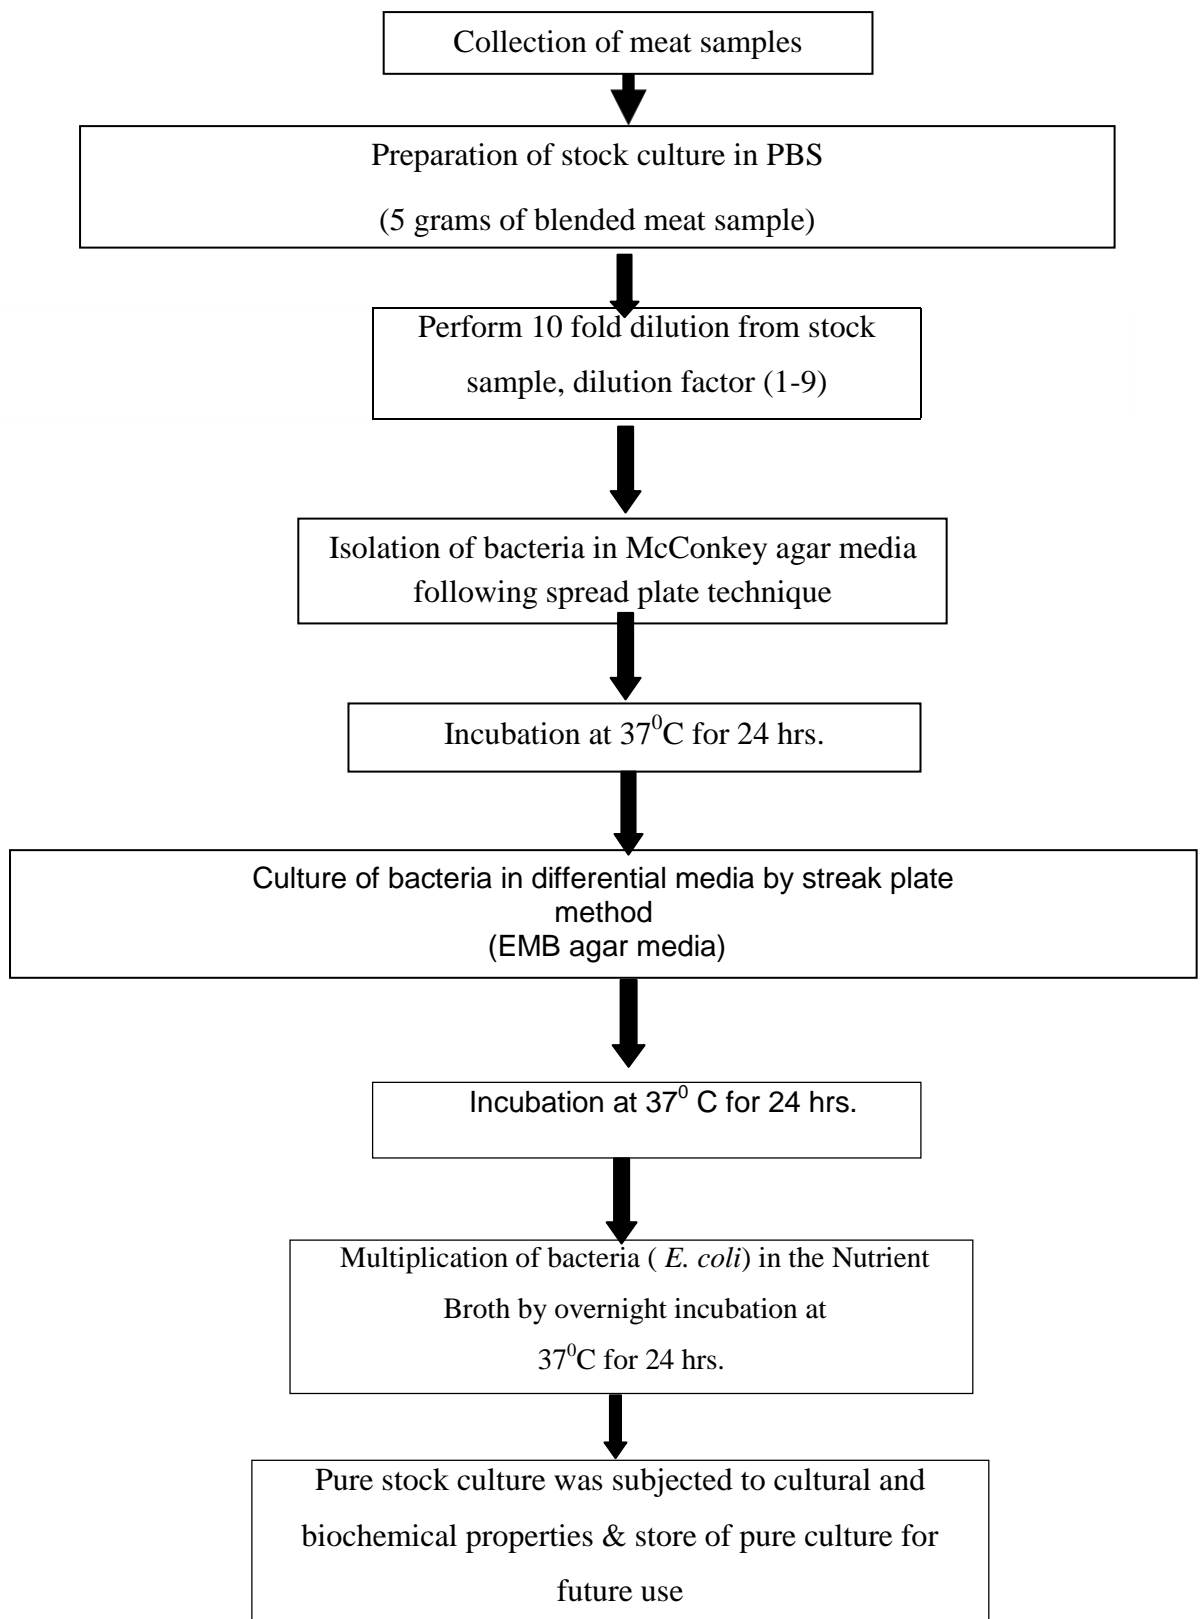 Collection of meat samples
Preparation of stock culture in PBS
(5 grams of blended meat sample)
Perform 10 fold dilution from stock
sample, dilution factor (1-9)
Isolation of bacteria in McConkey agar media
following spread plate technique
Incubation at 37⁰C for 24 hrs.
Culture of bacteria in differential media by streak plate
method
(EMB agar media)
Incubation at 37⁰ C for 24 hrs.
Multiplication of bacteria ( E. coli) in the Nutrient
Broth by overnight incubation at
37⁰C for 24 hrs.
Pure stock culture was subjected to cultural and
biochemical properties & store of pure culture for
future use